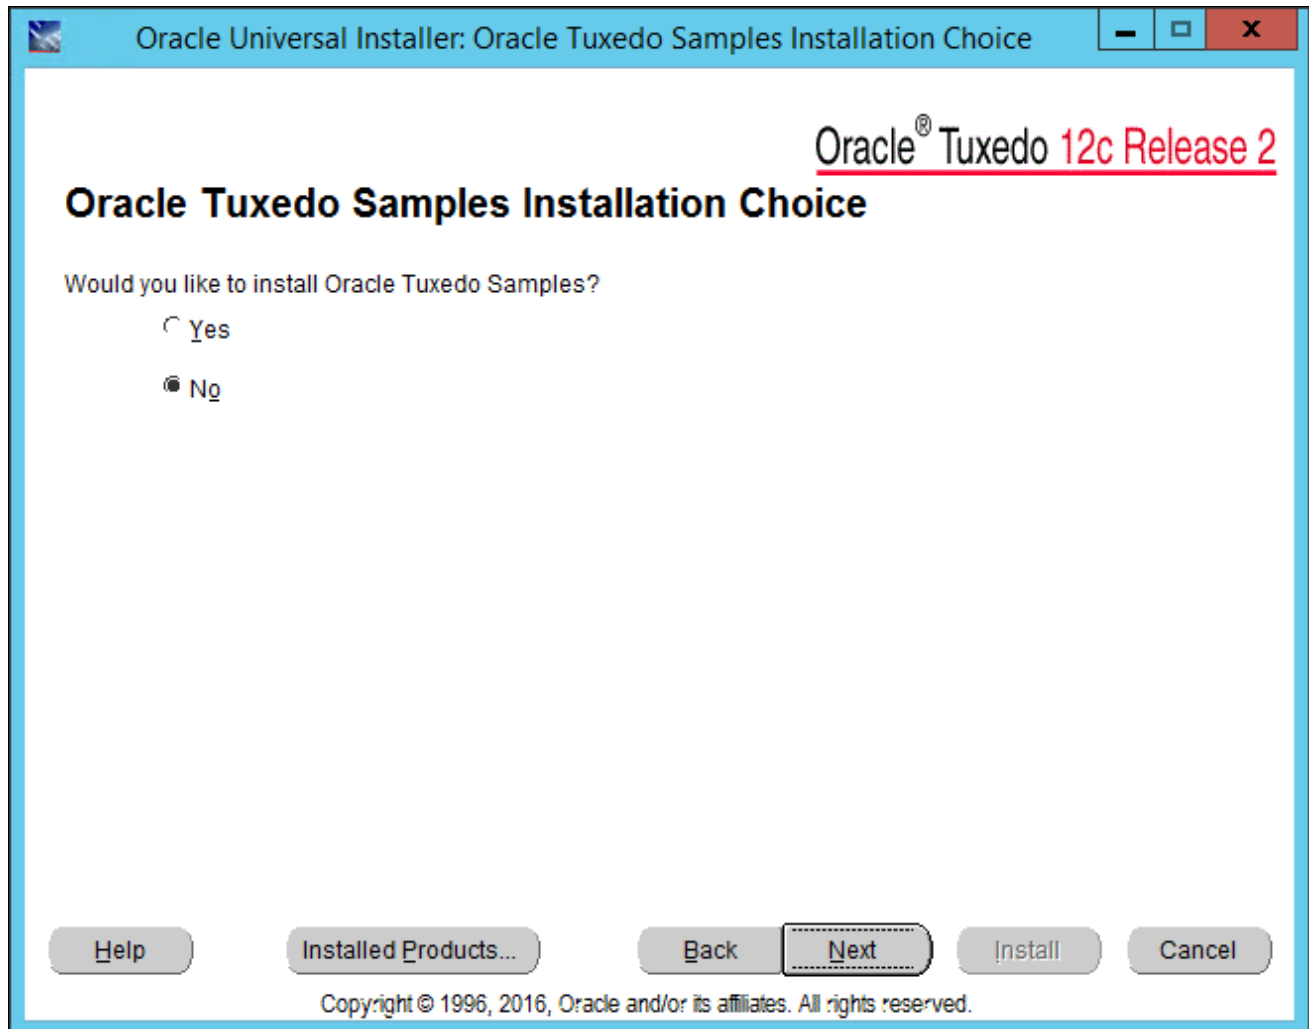 Oracle Universal Installer: Oracle Tuxedo Samples Installation Choice
Oracle® Tuxedo 12c Release 2
Oracle Tuxedo Samples Installation Choice
Would you like to install Oracle Tuxedo Samples?
Yes
No
Help Installed Products... Back Next Install Cancel
Copyright © 1996, 2016, Oracle and/or its affiliates. All rights reserved.